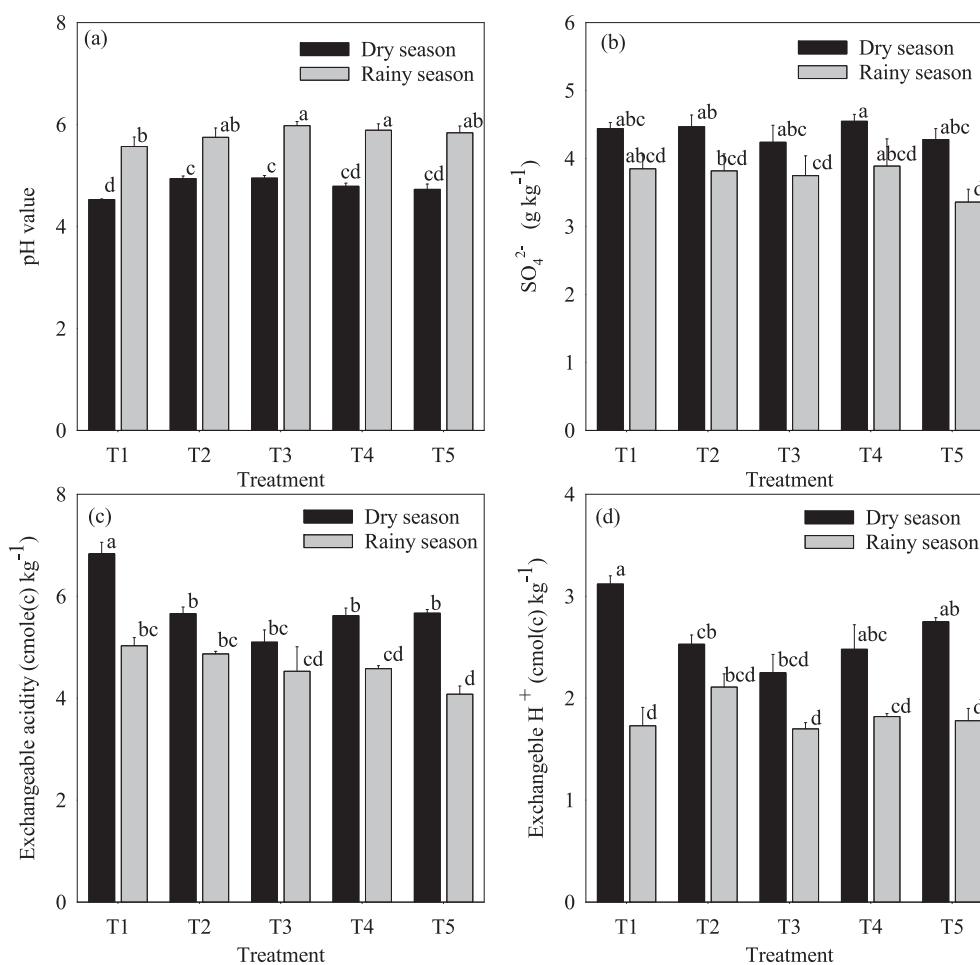 (a)
Dry season
Rainy season
pH value
8
6
4
2
0
d
b
c
ab
c
a
cd
a
cd
ab
T1 T2 T3 T4 T5
Treatment
(b)
Dry season
Rainy season
SO₄²⁻ (g kg⁻¹)
6
5
4
3
2
1
0
abc
abcd
ab
bcd
abc
cd
a
abcd
abc
d
T1 T2 T3 T4 T5
Treatment
(c)
Dry season
Rainy season
Exchangeable acidity (cmole(c) kg⁻¹)
8
6
4
2
0
a
bc
b
bc
bc
cd
b
cd
b
d
T1 T2 T3 T4 T5
Treatment
(d)
Dry season
Rainy season
Exchangeble H⁺ (cmol(c) kg⁻¹)
4
3
2
1
0
a
d
cb
bcd
bcd
d
abc
cd
ab
d
T1 T2 T3 T4 T5
Treatment